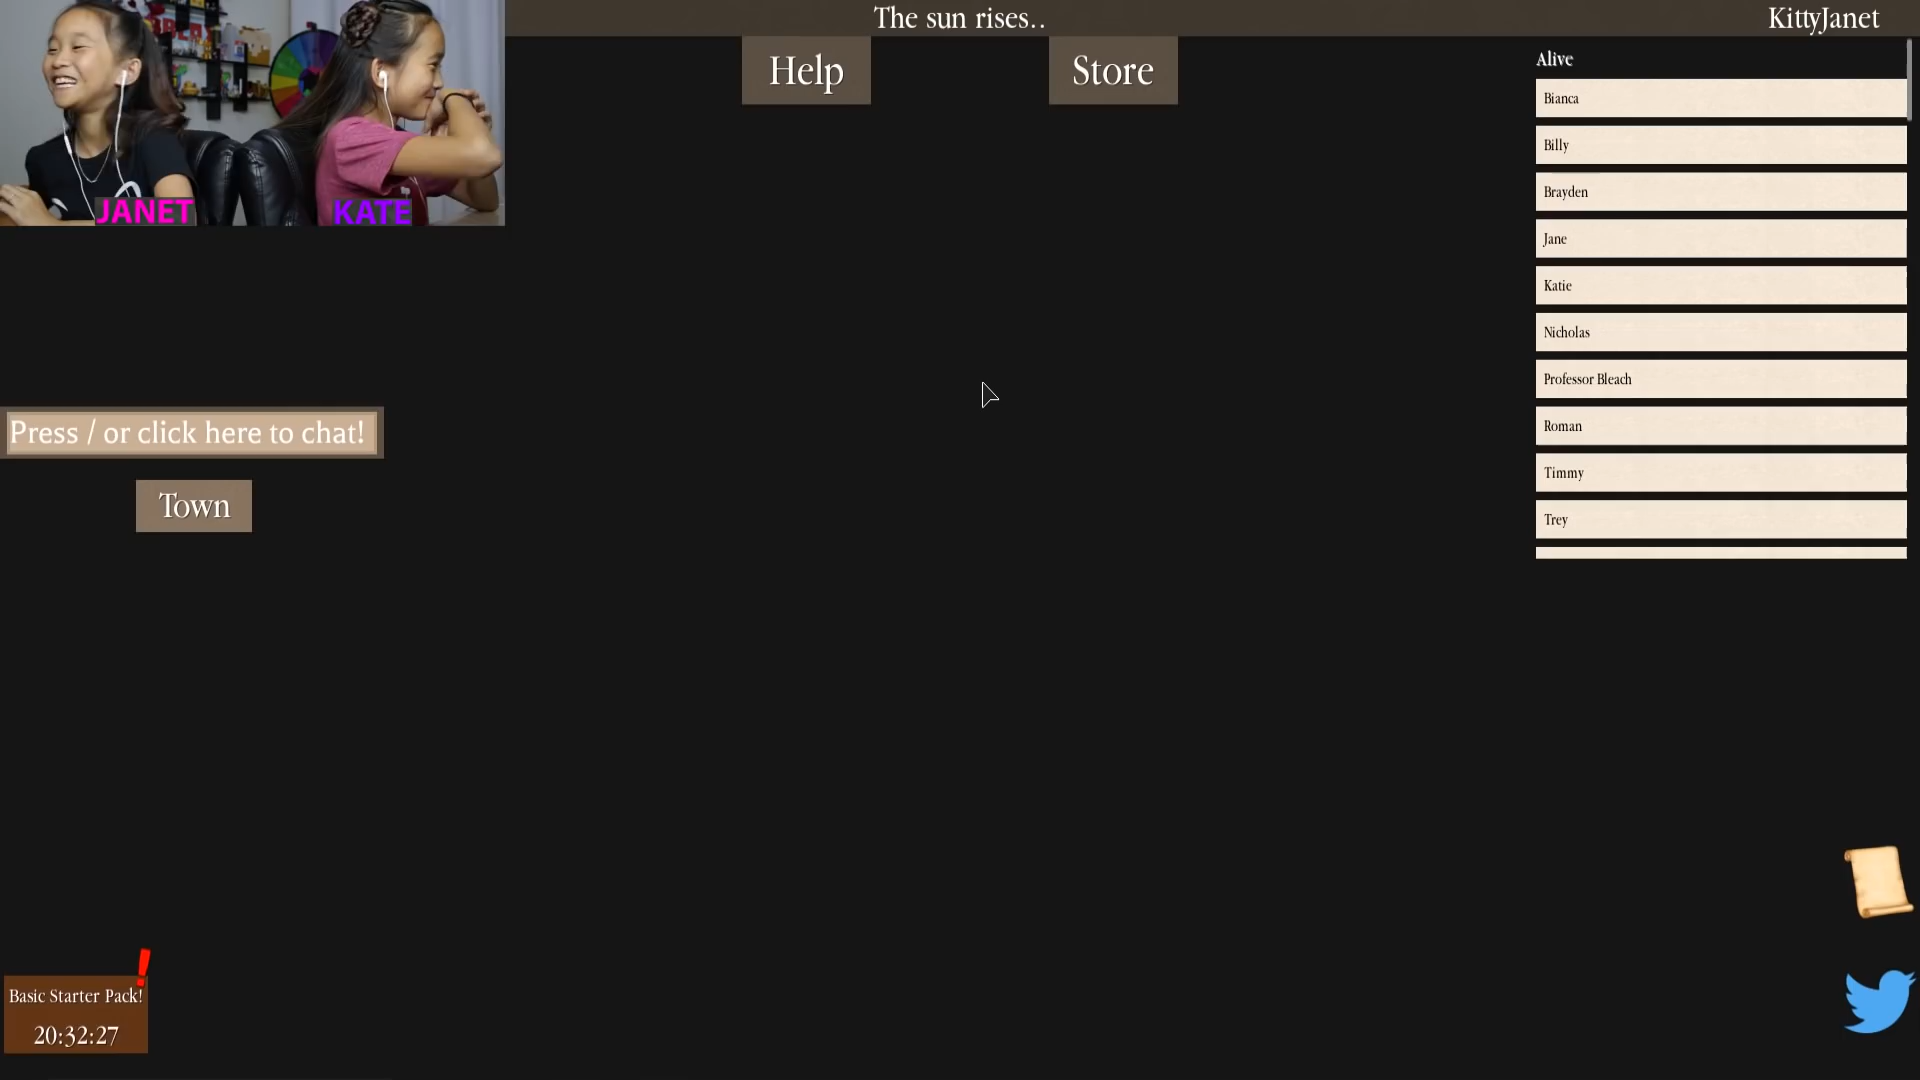 The sun rises..
KittyJanet
Help
Store
JANET
KATE
Press / or click here to chat!
Town
Alive
Bianca
Billy
Brayden
Jane
Katie
Nicholas
Professor Bleach
Roman
Timmy
Trey
Basic Starter Pack!
20:32:27